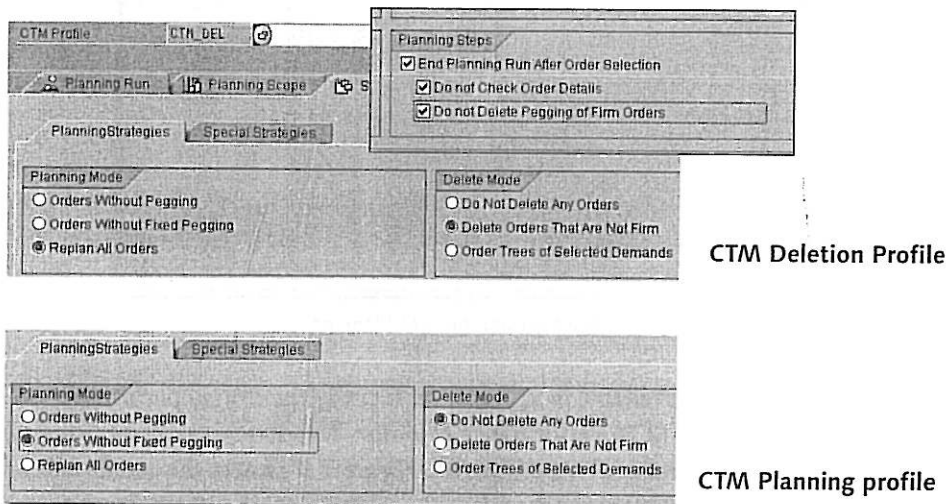 CTM Profile CTM_DEL
Planning Run Planning Scope S
PlanningStrategies Special Strategies
Planning Mode
Orders Without Pegging
Orders Without Fixed Pegging
Replan All Orders
Planning Steps
End Planning Run After Order Selection
Do not Check Order Details
Do not Delete Pegging of Firm Orders
Delete Mode
Do Not Delete Any Orders
Delete Orders That Are Not Firm
Order Trees of Selected Demands
CTM Deletion Profile
PlanningStrategies Special Strategies
Planning Mode
Orders Without Pegging
Orders Without Fixed Pegging
Replan All Orders
Delete Mode
Do Not Delete Any Orders
Delete Orders That Are Not Firm
Order Trees of Selected Demands
CTM Planning profile